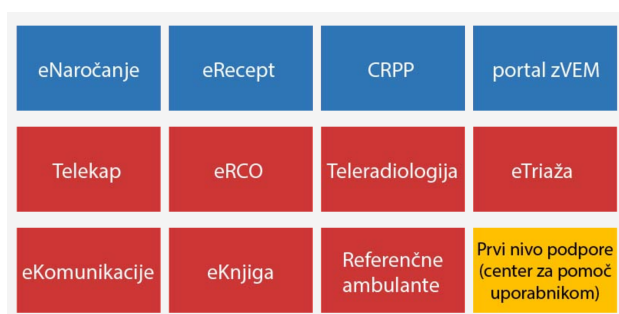 eNaročanje
eRecept
CRPP
portal zVEM
Telekap
eRCO
Teleradiologija
eTriaža
eKomunikacije
eKnjiga
Referenčne
ambulante
Prvi nivo podpore
(center za pomoč
uporabnikom)